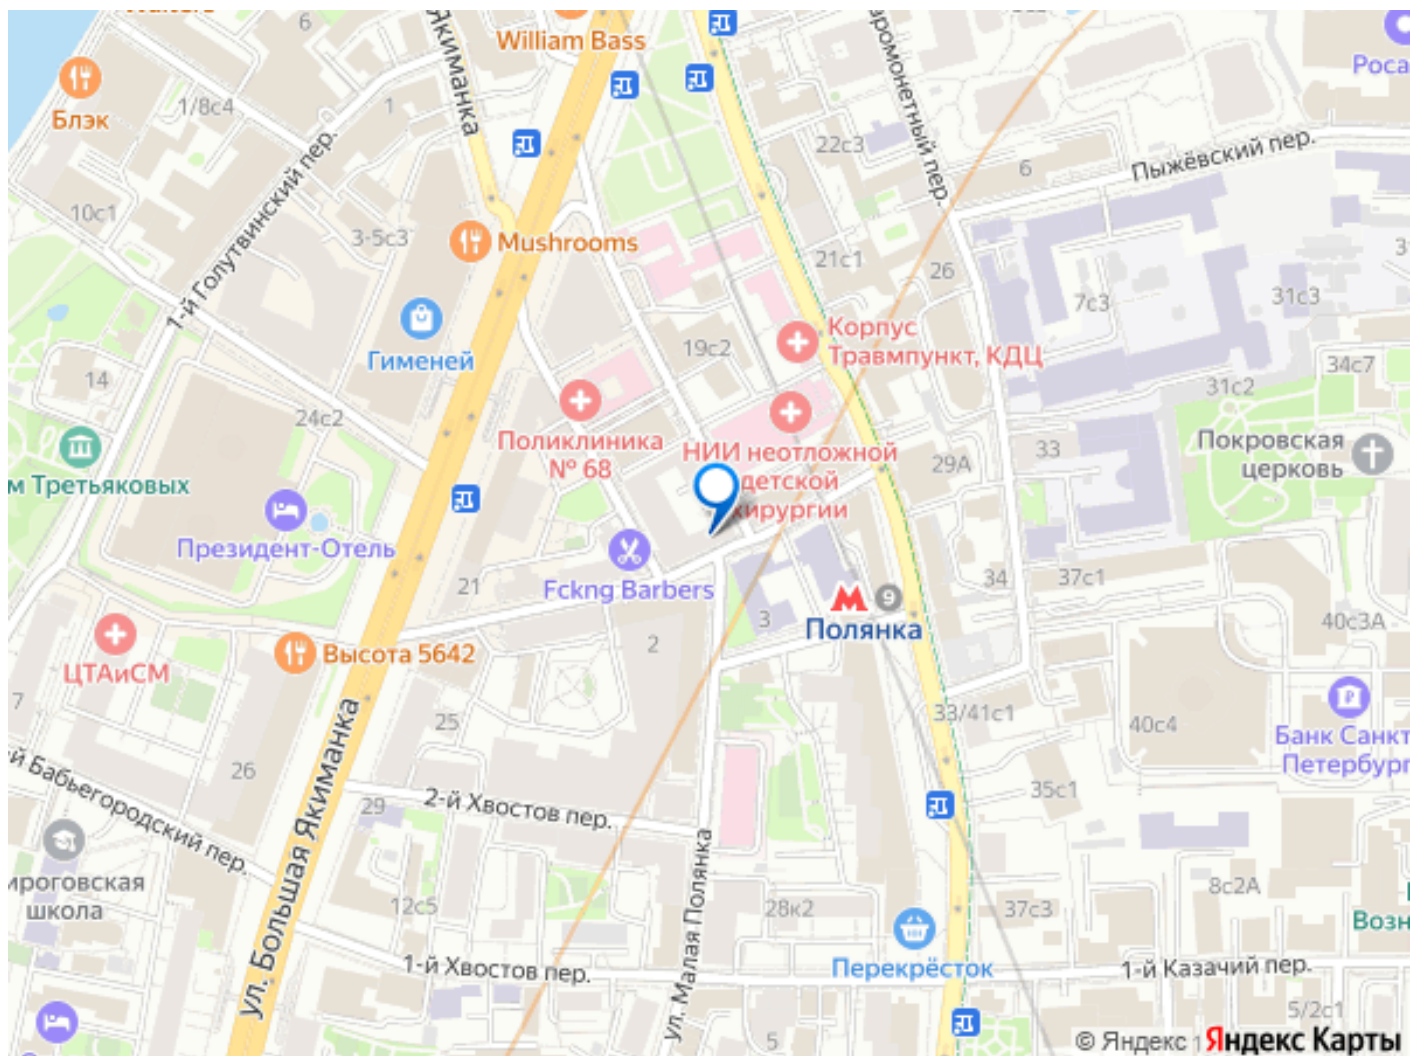 6
William Bass
Якиманка
Роса
1/8с4
1
Блэк
22с3
Пыжёвский пер.
6
10с1
1-й Голутвинский пер.
3-5с3
Mushrooms
21с1
26
7с3
31с3
Гименей
Корпус
Травмпункт, КДЦ
19с2
14
34с7
31с2
24с2
Поликлиника
№ 68
НИИ неотложной
детской
хирургии
33
29А
Покровская
церковь
м Третьяковых
Президент-Отель
21
Fckng Barbers
34
37с1
3
9
Полянка
40с3А
2
Высота 5642
ЦТАиСМ
7
25
33/41с1
40с4
Банк Санкт
Петербург
26
й Бабьегородский пер.
29
2-й Хвостов пер.
35с1
ул. Большая Якиманка
ул. Малая Полянка
ироговская
школа
12с5
28к2
37с3
8с2А
Возн
Перекрёсток
1-й Хвостов пер.
1-й Казачий пер.
5
5/2с1
© Яндекс
Яндекс Карты